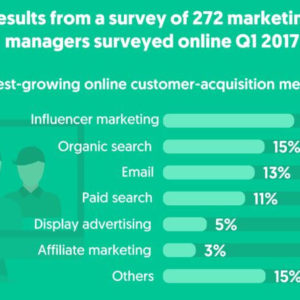 esults from a survey of 272 marketin
managers surveyed online Q1 2017
est-growing online customer-acquisition me
Influencer marketing
Organic search 15%
Email 13%
Paid search 11%
Display advertising 5%
Affiliate marketing 3%
Others 15%